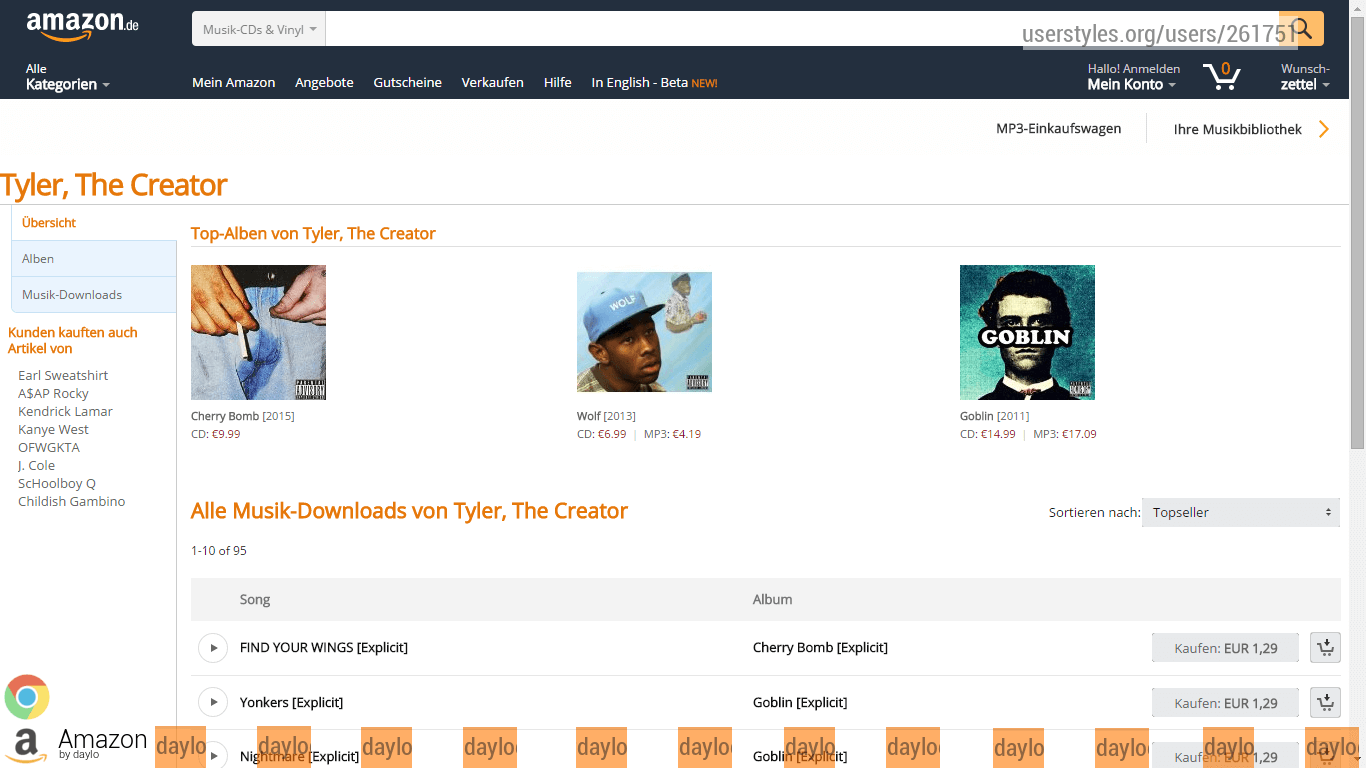 amazon.de
Musik-CDs & Vinyl
userstyles.org/users/261751
Alle
Kategorien
Mein Amazon Angebote Gutscheine Verkaufen Hilfe In English - Beta NEW!
Hallo! Anmelden
Mein Konto
0
Wunsch-
zettel
MP3-Einkaufswagen Ihre Musikbibliothek
Tyler, The Creator
Übersicht
Alben
Musik-Downloads
Kunden kauften auch
Artikel von
Earl Sweatshirt
A$AP Rocky
Kendrick Lamar
Kanye West
OFWGKTA
J. Cole
ScHoolboy Q
Childish Gambino
Top-Alben von Tyler, The Creator
WOLF
GOBLIN
Cherry Bomb [2015]
CD: €9.99
Wolf [2013]
CD: €6.99 | MP3: €4.19
Goblin [2011]
CD: €14.99 | MP3: €17.09
Alle Musik-Downloads von Tyler, The Creator
Sortieren nach: Topseller
1-10 of 95
Song Album
FIND YOUR WINGS [Explicit] Cherry Bomb [Explicit] Kaufen: EUR 1,29
Yonkers [Explicit] Goblin [Explicit] Kaufen: EUR 1,29
Nightmare [Explicit] Goblin [Explicit] Kaufen: EUR 1,29
a Amazon
by daylo
daylo daylo daylo daylo daylo daylo daylo daylo daylo daylo daylo daylo